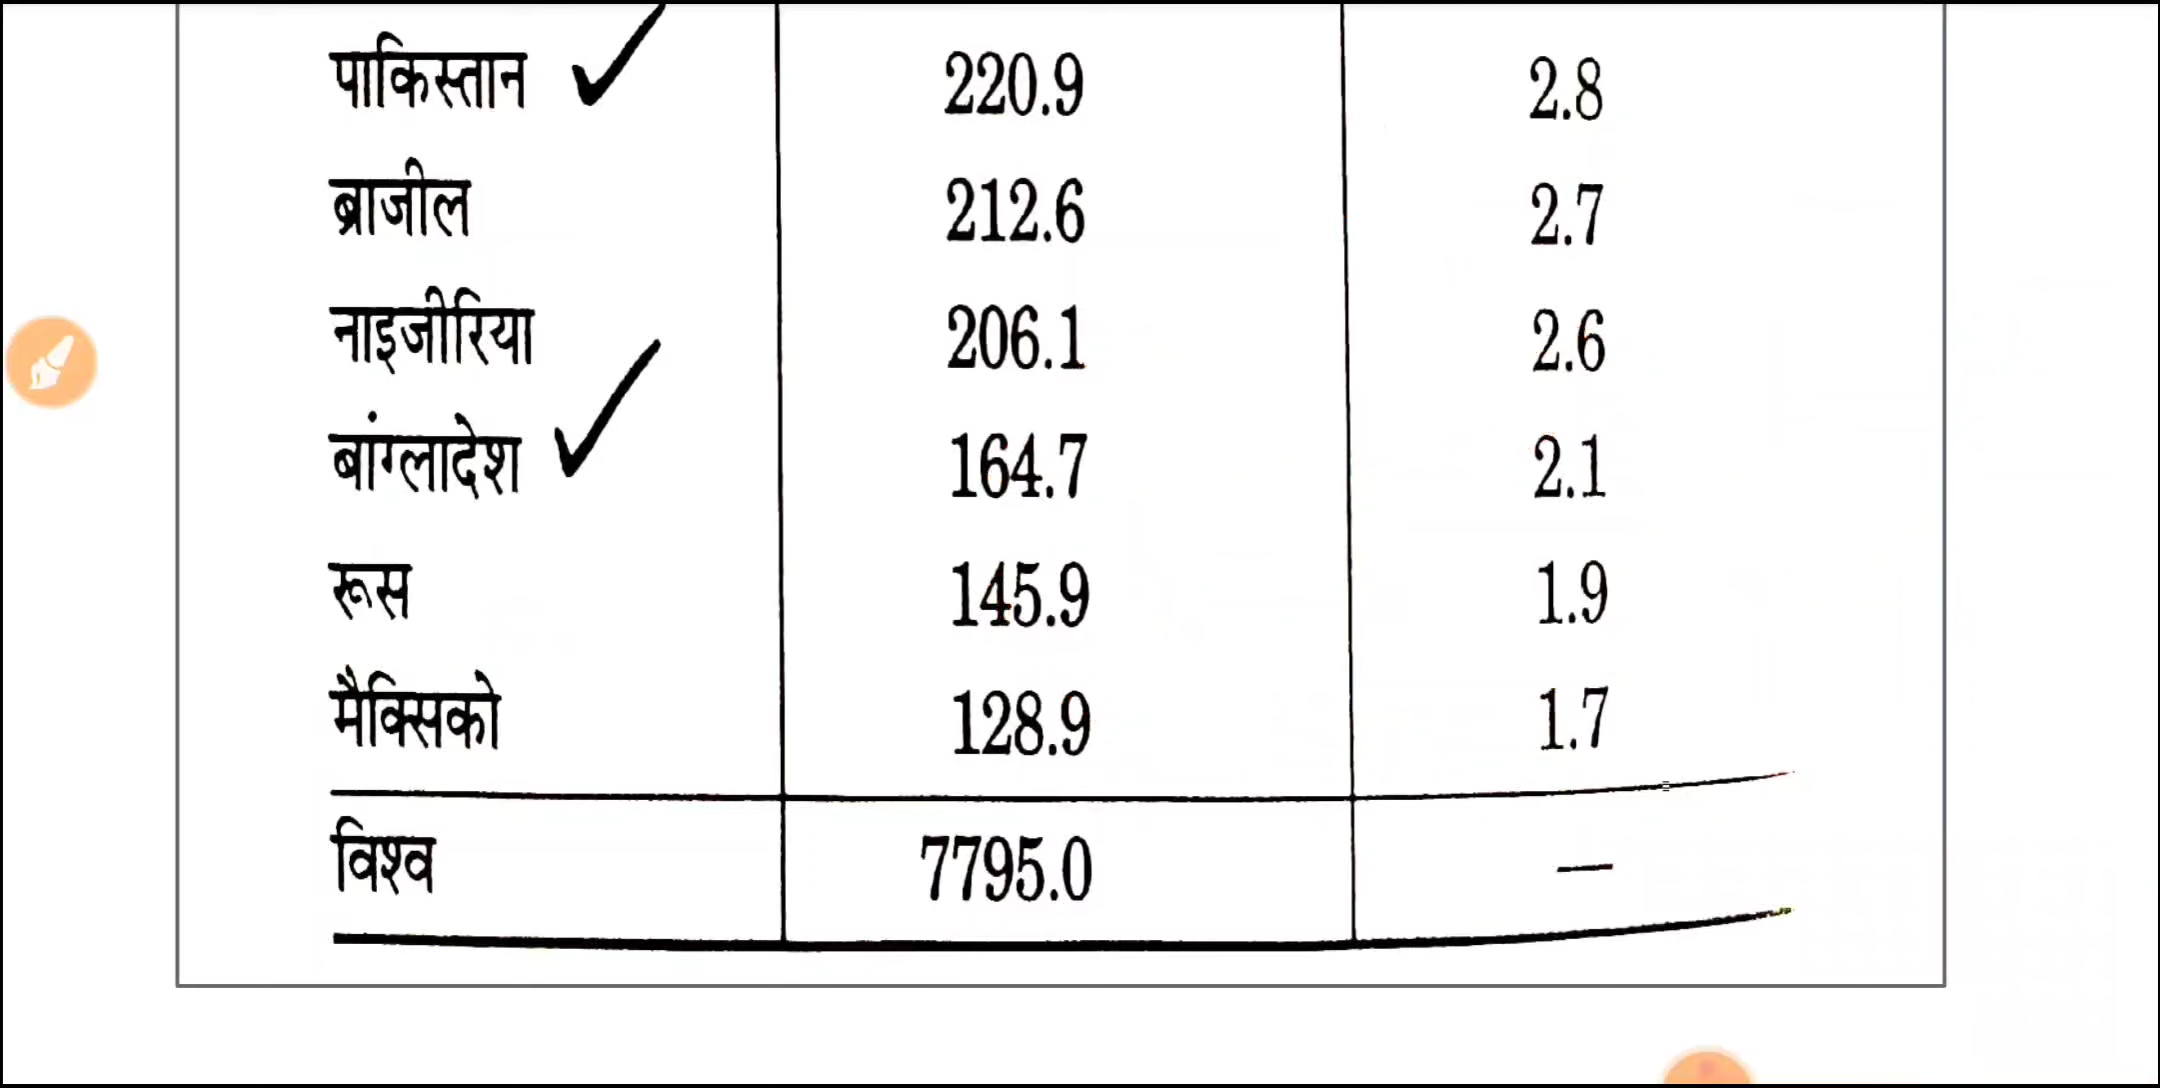 पाकिस्तान 220.9 2.8
ब्राजील 212.6 2.7
नाइजीरिया 206.1 2.6
बांग्लादेश 164.7 2.1
रूस 145.9 1.9
मैक्सिको 128.9 1.7
विश्व 7795.0 —